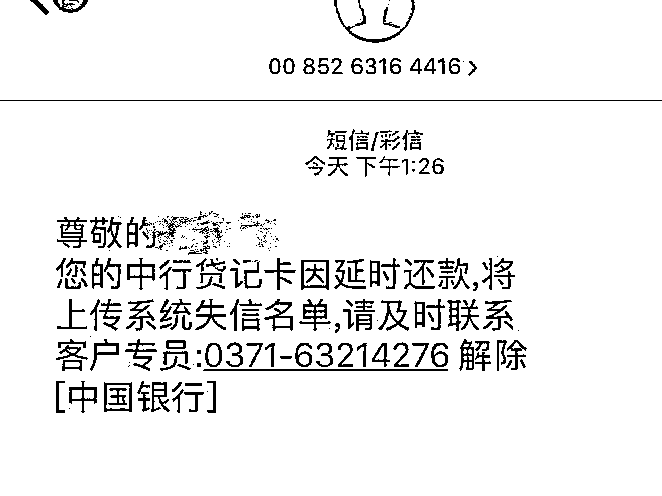 00 852 6316 4416
短信/彩信
今天 下午1:26
尊敬的
您的中行贷记卡因延时还款,将
上传系统失信名单,请及时联系
客户专员:0371-63214276 解除
[中国银行]